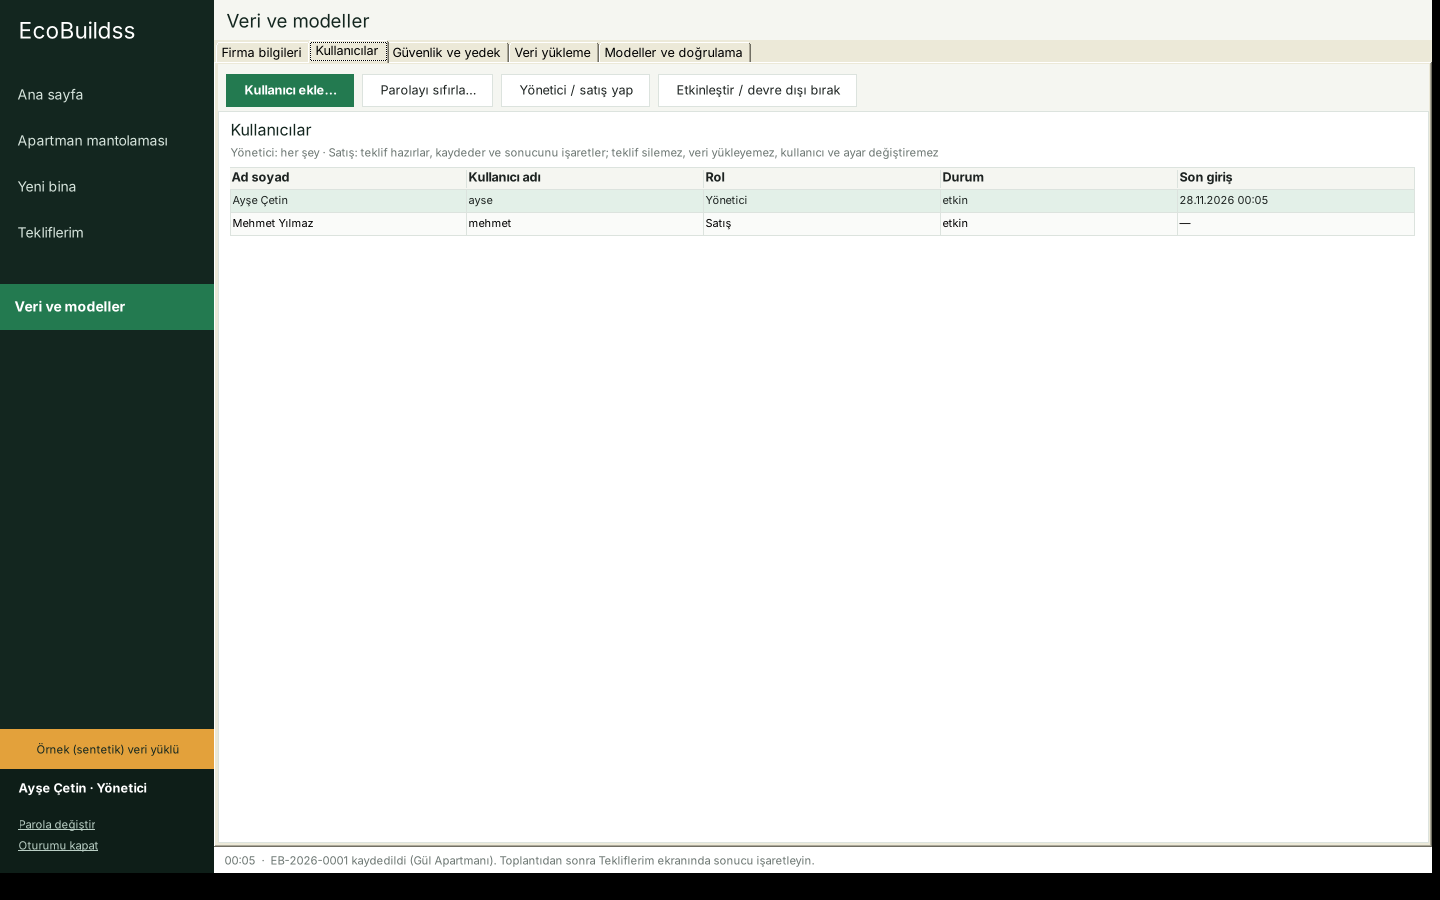 EcoBuildss
Ana sayfa
Apartman mantolaması
Yeni bina
Tekliflerim
Veri ve modeller
Örnek (sentetik) veri yüklü
Ayşe Çetin · Yönetici
Parola değiştir
Oturumu kapat
Veri ve modeller
Firma bilgileri Kullanıcılar Güvenlik ve yedek Veri yükleme Modeller ve doğrulama
Kullanıcı ekle... Parolayı sıfırla... Yönetici / satış yap Etkinleştir / devre dışı bırak
Kullanıcılar
Yönetici: her şey · Satış: teklif hazırlar, kaydeder ve sonucunu işaretler; teklif silemez, veri yükleyemez, kullanıcı ve ayar değiştiremez
Ad soyad Kullanıcı adı Rol Durum Son giriş
Ayşe Çetin ayse Yönetici etkin 28.11.2026 00:05
Mehmet Yılmaz mehmet Satış etkin —
00:05 · EB-2026-0001 kaydedildi (Gül Apartmanı). Toplantıdan sonra Tekliflerim ekranında sonucu işaretleyin.